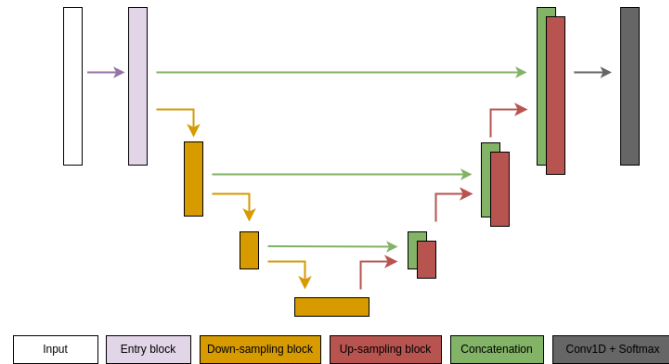 Input
Entry block
Down-sampling block
Up-sampling block
Concatenation
Conv1D + Softmax